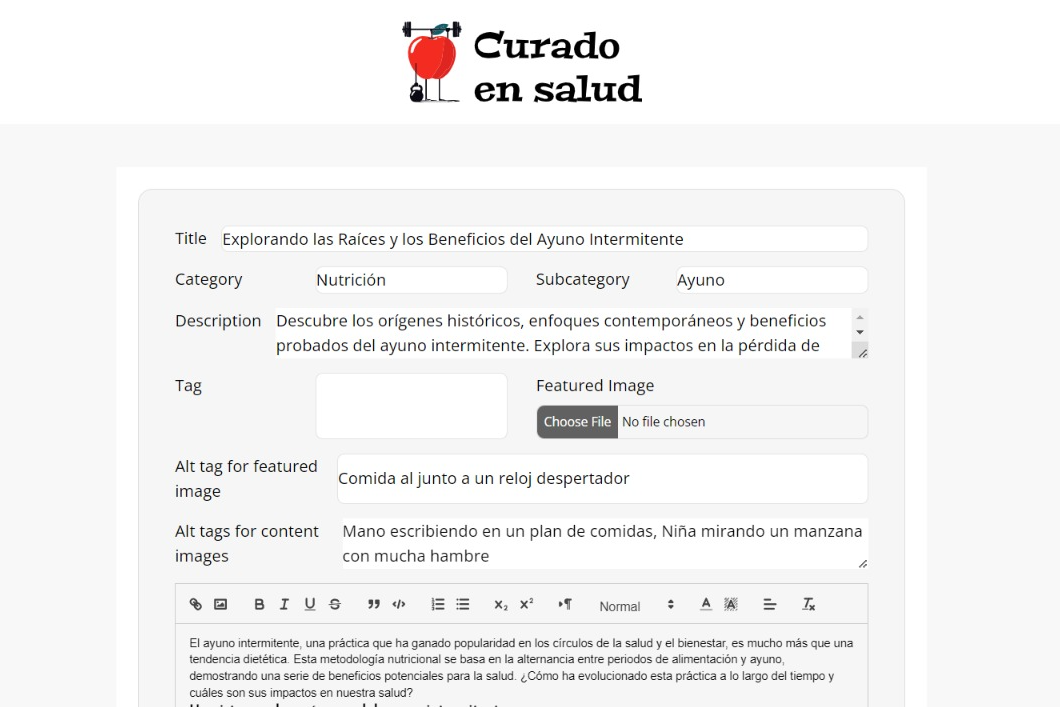 Curado
en salud
Title Explorando las Raíces y los Beneficios del Ayuno Intermitente
Category Nutrición Subcategory Ayuno
Description Descubre los orígenes históricos, enfoques contemporáneos y beneficios
probados del ayuno intermitente. Explora sus impactos en la pérdida de
Tag Featured Image
Choose File No file chosen
Alt tag for featured
image
Comida al junto a un reloj despertador
Alt tags for content
images
Mano escribiendo en un plan de comidas, Niña mirando un manzana
con mucha hambre
Normal
El ayuno intermitente, una práctica que ha ganado popularidad en los círculos de la salud y el bienestar, es mucho más que una
tendencia dietética. Esta metodología nutricional se basa en la alternancia entre periodos de alimentación y ayuno,
demostrando una serie de beneficios potenciales para la salud. ¿Cómo ha evolucionado esta práctica a lo largo del tiempo y
cuáles son sus impactos en nuestra salud?